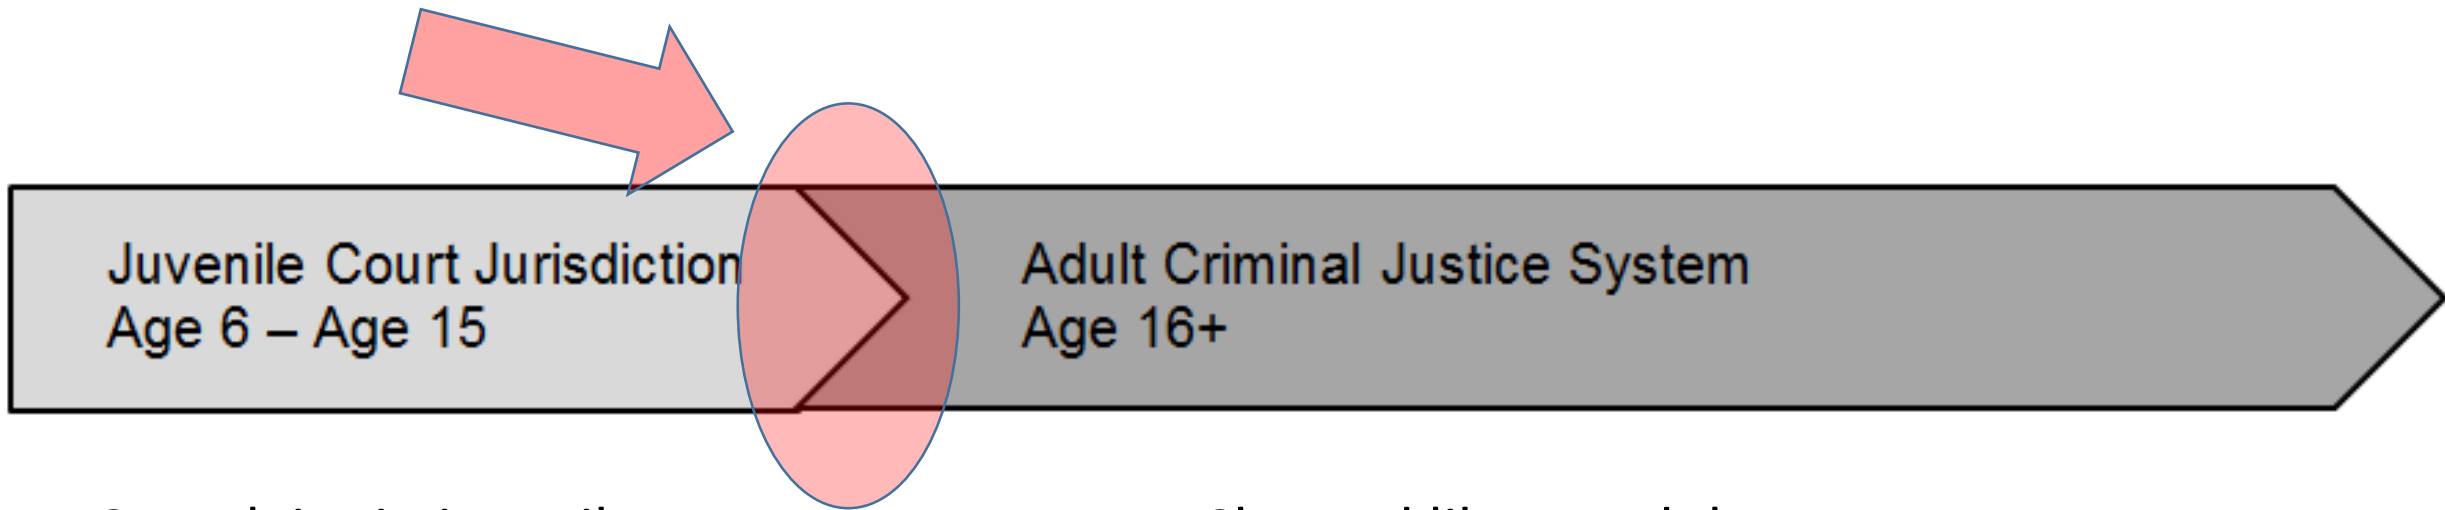 Juvenile Court Jurisdiction
Age 6 – Age 15
Adult Criminal Justice System
Age 16+